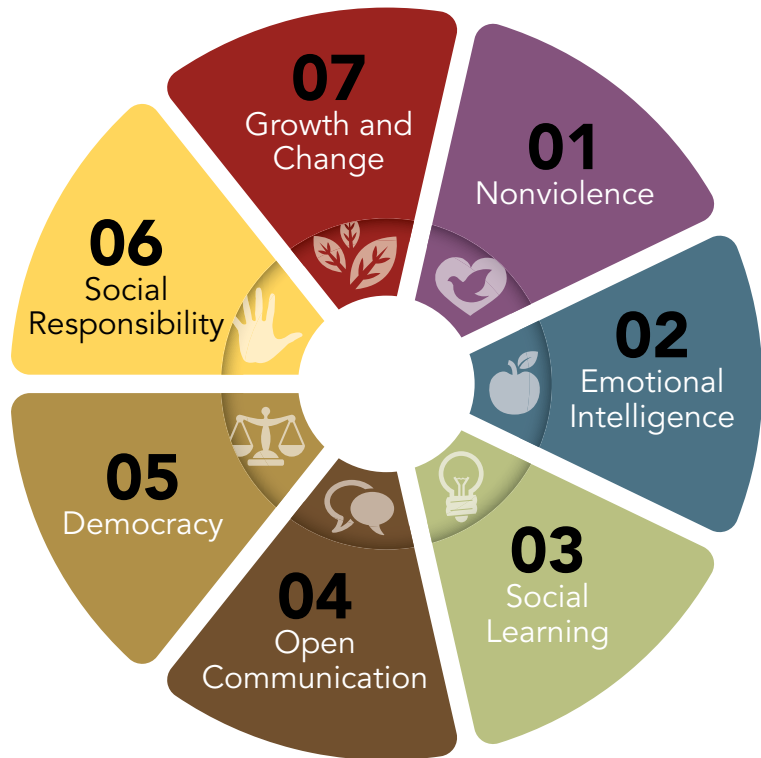 01
Nonviolence
02
Emotional
Intelligence
03
Social
Learning
04
Open
Communication
05
Democracy
06
Social
Responsibility
07
Growth and
Change